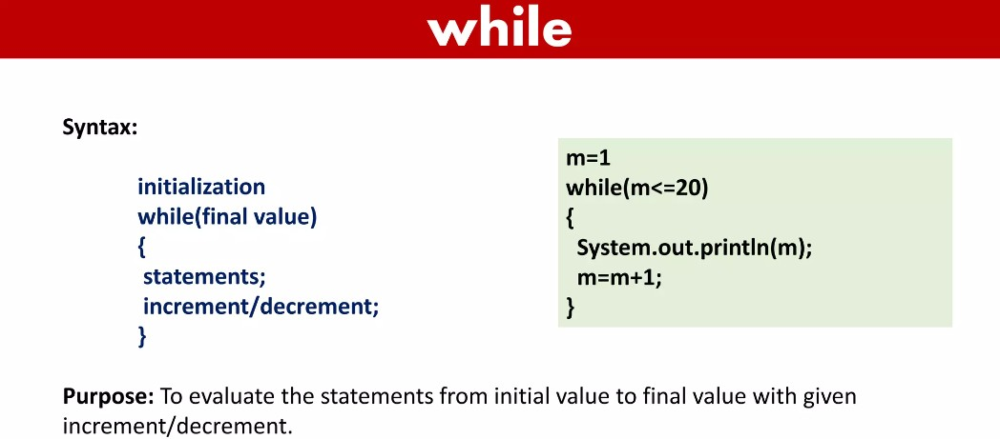 while
Syntax:
initialization
while(final value)
{
statements;
increment/decrement;
}
m=1
while(m<=20)
{
System.out.println(m);
m=m+1;
}
Purpose: To evaluate the statements from initial value to final value with given
increment/decrement.